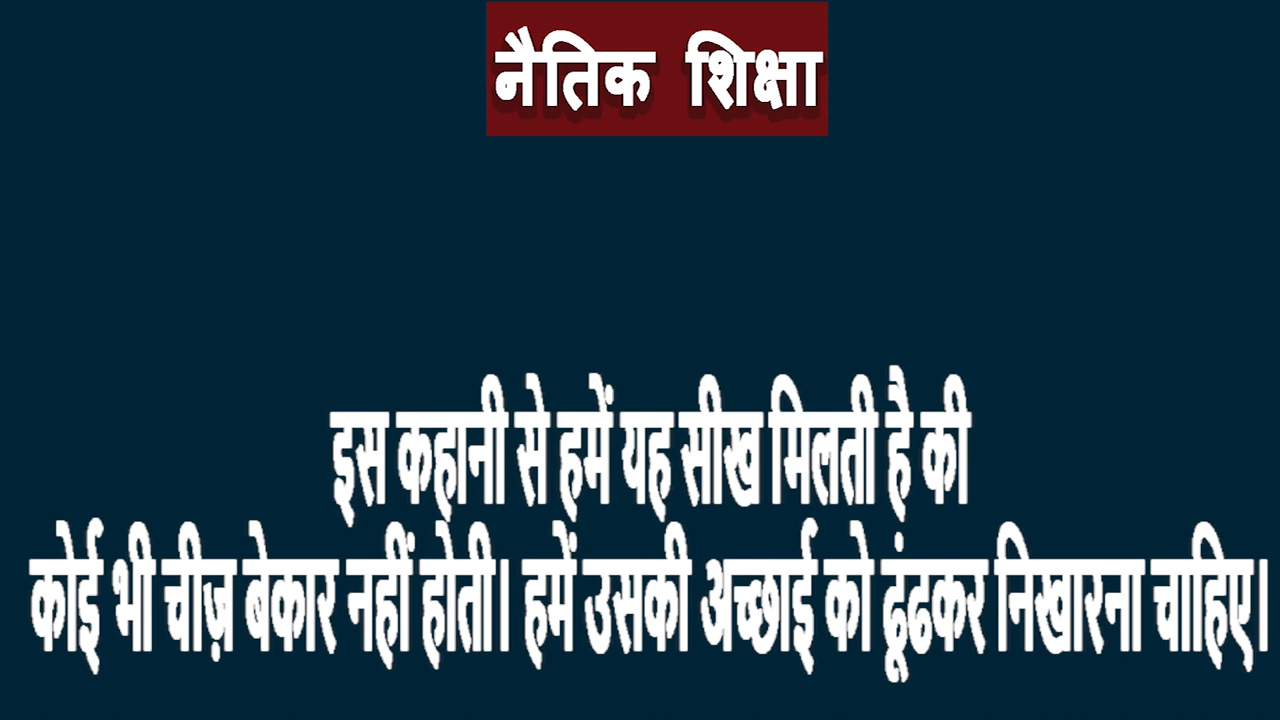 नैतिक शिक्षा
इस कहानी से हमें यह सीख मिलती है की
कोई भी चीज़ बेकार नहीं होती। हमें उसकी अच्छाई को ढूंढकर निखारना चाहिए।